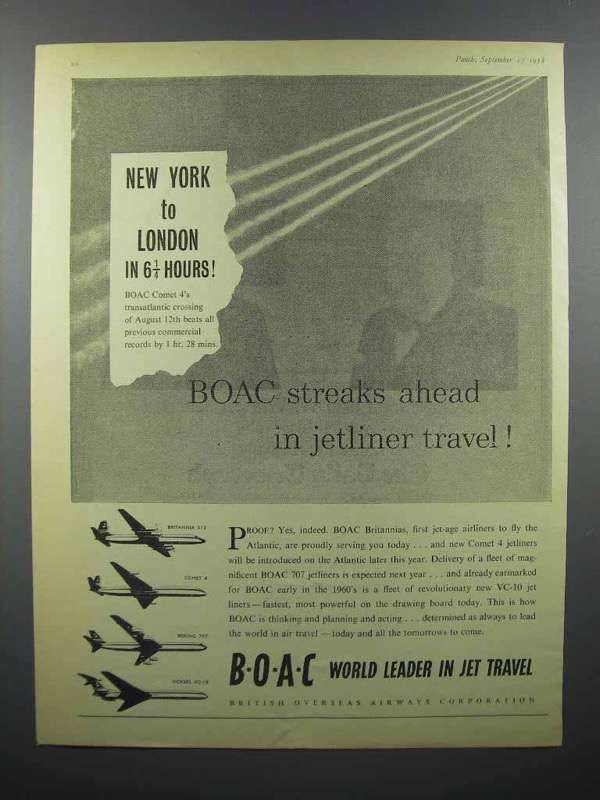 Punch, September 17 1958
NEW YORK
to
LONDON
IN 6¼ HOURS!
BOAC Comet 4's
transatlantic crossing
of August 12th beats all
previous commercial
records by 1 hr. 28 mins.
BOAC streaks ahead
in jetliner travel!
BRITANNIA 312
COMET 4
BOEING 707
VICKERS VC-10
PROOF? Yes, indeed. BOAC Britannias, first jet-age airliners to fly the
Atlantic, are proudly serving you today . . . and new Comet 4 jetliners
will be introduced on the Atlantic later this year. Delivery of a fleet of mag-
nificent BOAC 707 jetliners is expected next year . . . and already earmarked
for BOAC early in the 1960's is a fleet of revolutionary new VC-10 jet
liners—fastest, most powerful on the drawing board today. This is how
BOAC is thinking and planning and acting . . . determined as always to lead
the world in air travel—today and all the tomorrows to come.
B·O·A·C WORLD LEADER IN JET TRAVEL
BRITISH OVERSEAS AIRWAYS CORPORATION